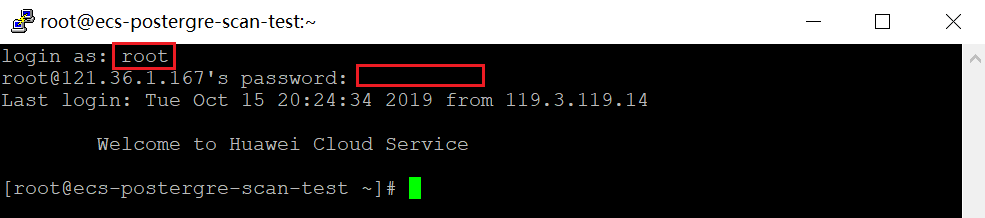 root@ecs-postergre-scan-test:~
login as: root
root@121.36.1.167's password:
Last login: Tue Oct 15 20:24:34 2019 from 119.3.119.14
Welcome to Huawei Cloud Service
[root@ecs-postergre-scan-test ~]#